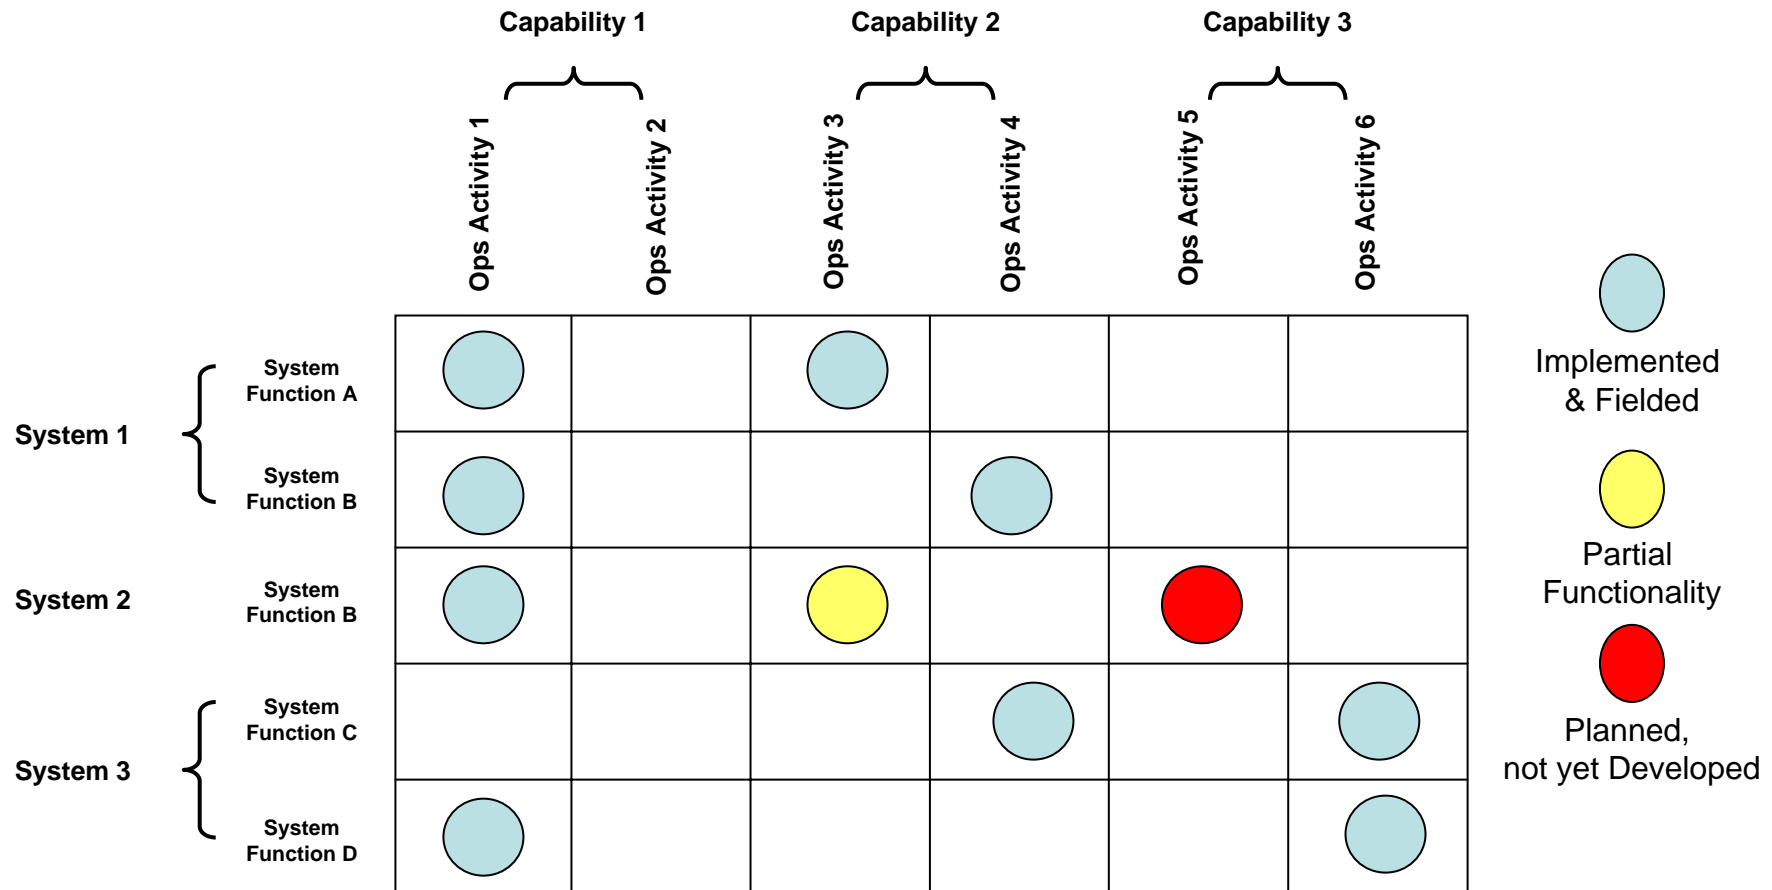 Capability 1
Capability 2
Capability 3
Ops Activity 1
Ops Activity 2
Ops Activity 3
Ops Activity 4
Ops Activity 5
Ops Activity 6
System 1
System
Function A
System
Function B
System 2
System
Function B
System 3
System
Function C
System
Function D
Implemented
& Fielded
Partial
Functionality
Planned,
not yet Developed